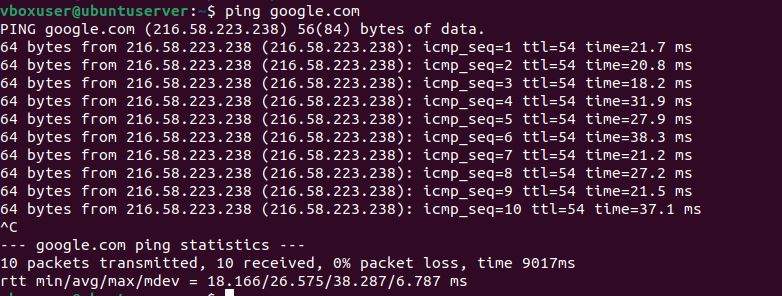 vboxuser@ubuntuserver:~$ ping google.com
PING google.com (216.58.223.238) 56(84) bytes of data.
64 bytes from 216.58.223.238 (216.58.223.238): icmp_seq=1 ttl=54 time=21.7 ms
64 bytes from 216.58.223.238 (216.58.223.238): icmp_seq=2 ttl=54 time=20.8 ms
64 bytes from 216.58.223.238 (216.58.223.238): icmp_seq=3 ttl=54 time=18.2 ms
64 bytes from 216.58.223.238 (216.58.223.238): icmp_seq=4 ttl=54 time=31.9 ms
64 bytes from 216.58.223.238 (216.58.223.238): icmp_seq=5 ttl=54 time=27.9 ms
64 bytes from 216.58.223.238 (216.58.223.238): icmp_seq=6 ttl=54 time=38.3 ms
64 bytes from 216.58.223.238 (216.58.223.238): icmp_seq=7 ttl=54 time=21.2 ms
64 bytes from 216.58.223.238 (216.58.223.238): icmp_seq=8 ttl=54 time=27.2 ms
64 bytes from 216.58.223.238 (216.58.223.238): icmp_seq=9 ttl=54 time=21.5 ms
64 bytes from 216.58.223.238 (216.58.223.238): icmp_seq=10 ttl=54 time=37.1 ms
^C
--- google.com ping statistics ---
10 packets transmitted, 10 received, 0% packet loss, time 9017ms
rtt min/avg/max/mdev = 18.166/26.575/38.287/6.787 ms